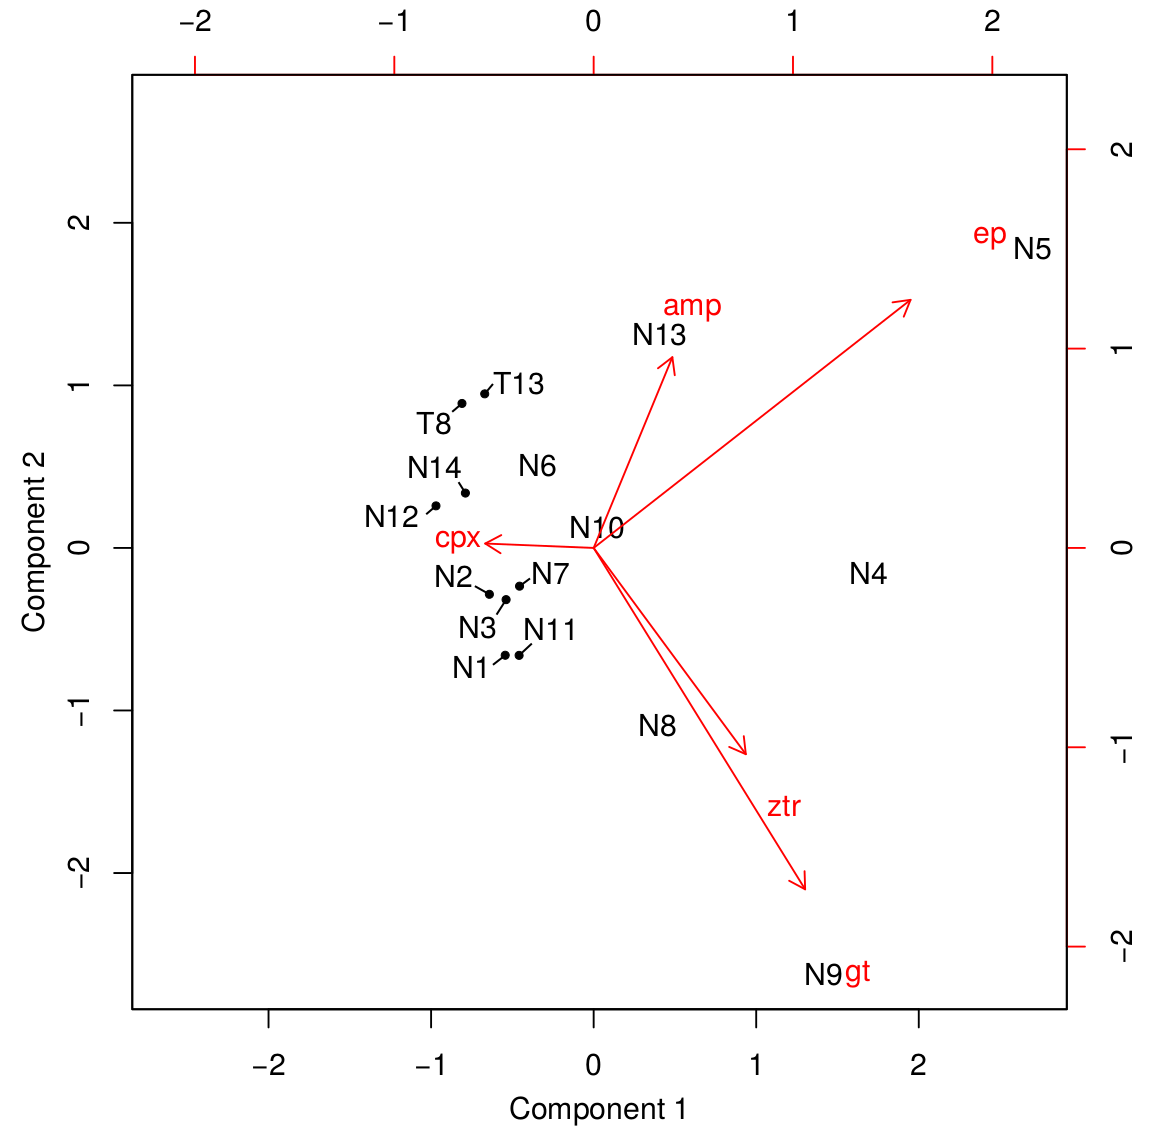 −2 −1 0 1 2
2
ep N5
2
amp
N13
1
T13
1
T8
N14 N6
N12 N10
cpx
0
0
N2 N7 N4
N3 N11
N1
−1
N8
−1
ztr
−2
−2
N9 gt
−2 −1 0 1 2
Component 1
Component 2